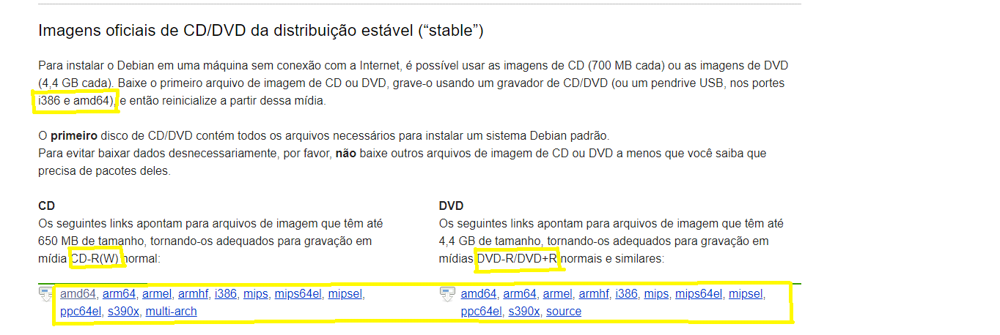 Imagens oficiais de CD/DVD da distribuição estável (“stable”)
Para instalar o Debian em uma máquina sem conexão com a Internet, é possível usar as imagens de CD (700 MB cada) ou as imagens de DVD
(4,4 GB cada). Baixe o primeiro arquivo de imagem de CD ou DVD, grave-o usando um gravador de CD/DVD (ou um pendrive USB, nos portes
i386 e amd64), e então reinicialize a partir dessa mídia.
O primeiro disco de CD/DVD contém todos os arquivos necessários para instalar um sistema Debian padrão.
Para evitar baixar dados desnecessariamente, por favor, não baixe outros arquivos de imagem de CD ou DVD a menos que você saiba que
precisa de pacotes deles.
CD
Os seguintes links apontam para arquivos de imagem que têm até
650 MB de tamanho, tornando-os adequados para gravação em
mídia CD-R(W) normal:
amd64, arm64, armel, armhf, i386, mips, mips64el, mipsel,
ppc64el, s390x, multi-arch
DVD
Os seguintes links apontam para arquivos de imagem que têm até
4,4 GB de tamanho, tornando-os adequados para gravação em
mídias DVD-R/DVD+R normais e similares:
amd64, arm64, armel, armhf, i386, mips, mips64el, mipsel,
ppc64el, s390x, source